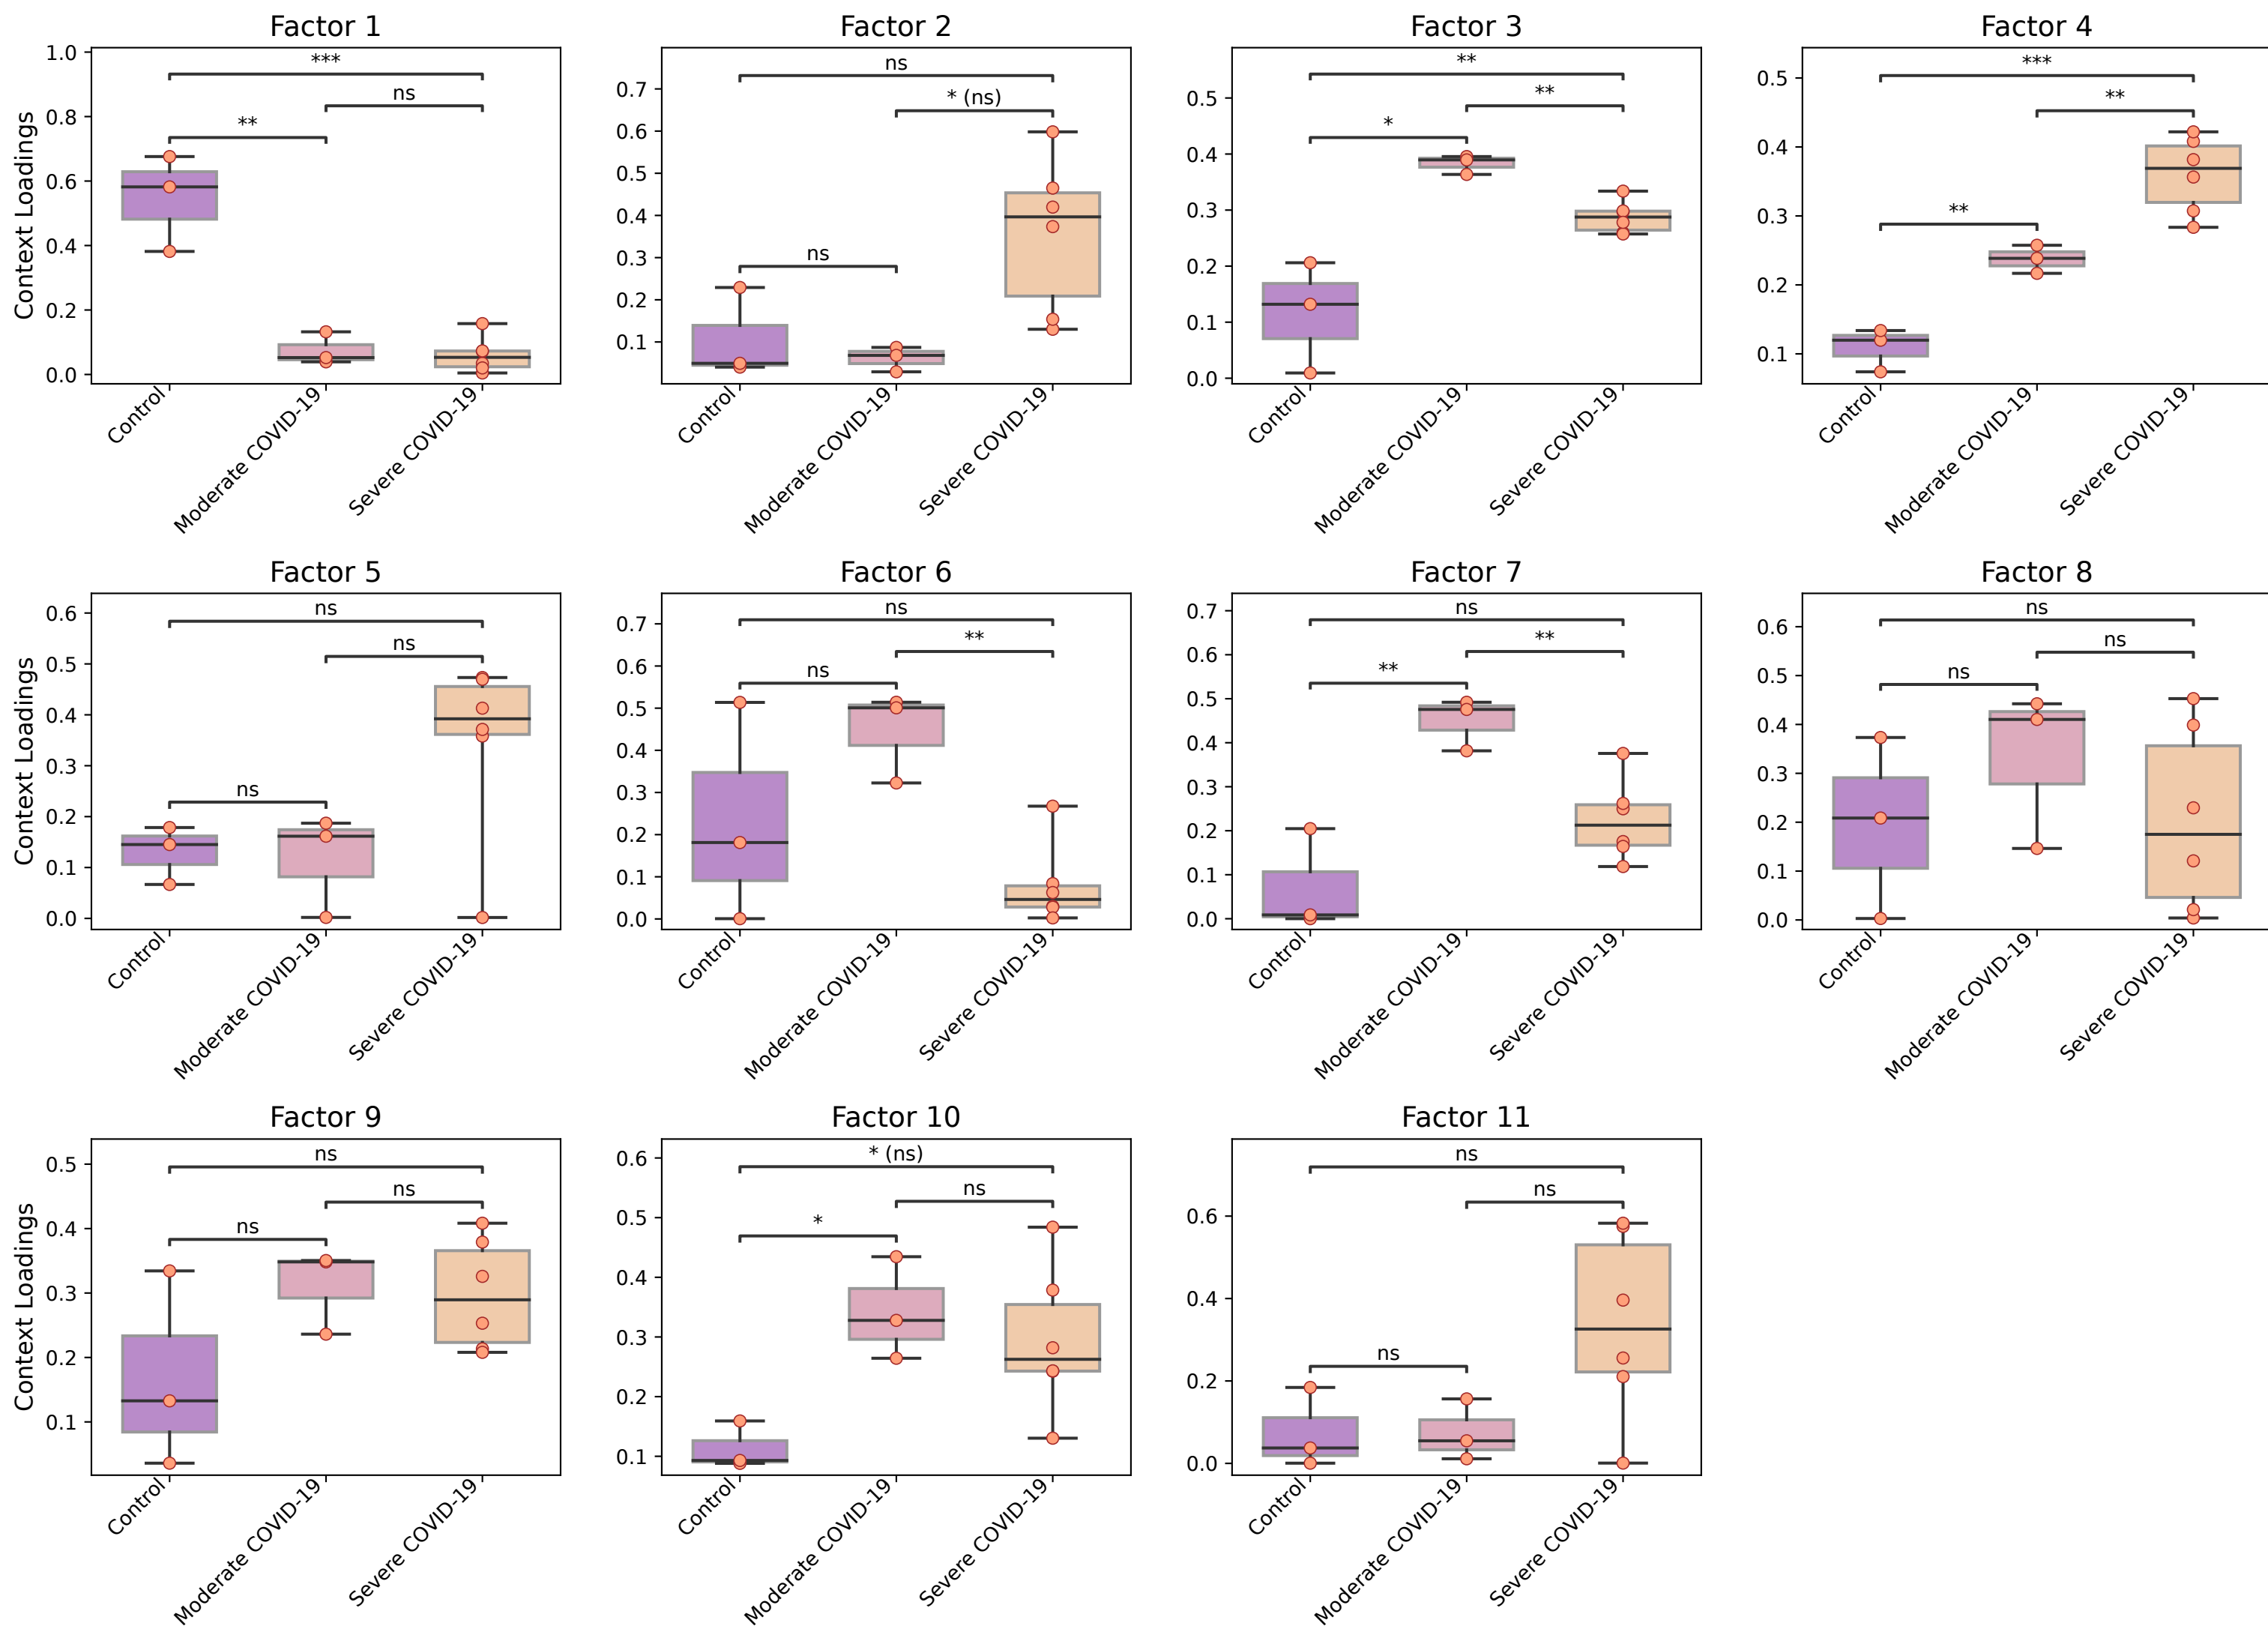 Factor 1
Context Loadings
1.0
0.8
0.6
0.4
0.2
0.0
***
ns
**
Control
Moderate COVID-19
Severe COVID-19
Factor 2
0.7
0.6
0.5
0.4
0.3
0.2
0.1
ns
* (ns)
ns
Control
Moderate COVID-19
Severe COVID-19
Factor 3
0.5
0.4
0.3
0.2
0.1
0.0
**
**
*
Control
Moderate COVID-19
Severe COVID-19
Factor 4
0.5
0.4
0.3
0.2
0.1
***
**
**
Control
Moderate COVID-19
Severe COVID-19
Factor 5
Context Loadings
0.6
0.5
0.4
0.3
0.2
0.1
0.0
ns
ns
ns
Control
Moderate COVID-19
Severe COVID-19
Factor 6
0.7
0.6
0.5
0.4
0.3
0.2
0.1
0.0
ns
**
ns
Control
Moderate COVID-19
Severe COVID-19
Factor 7
0.7
0.6
0.5
0.4
0.3
0.2
0.1
0.0
ns
**
**
Control
Moderate COVID-19
Severe COVID-19
Factor 8
0.6
0.5
0.4
0.3
0.2
0.1
0.0
ns
ns
ns
Control
Moderate COVID-19
Severe COVID-19
Factor 9
Context Loadings
0.5
0.4
0.3
0.2
0.1
ns
ns
ns
Control
Moderate COVID-19
Severe COVID-19
Factor 10
0.6
0.5
0.4
0.3
0.2
0.1
* (ns)
ns
*
Control
Moderate COVID-19
Severe COVID-19
Factor 11
0.6
0.4
0.2
0.0
ns
ns
ns
Control
Moderate COVID-19
Severe COVID-19